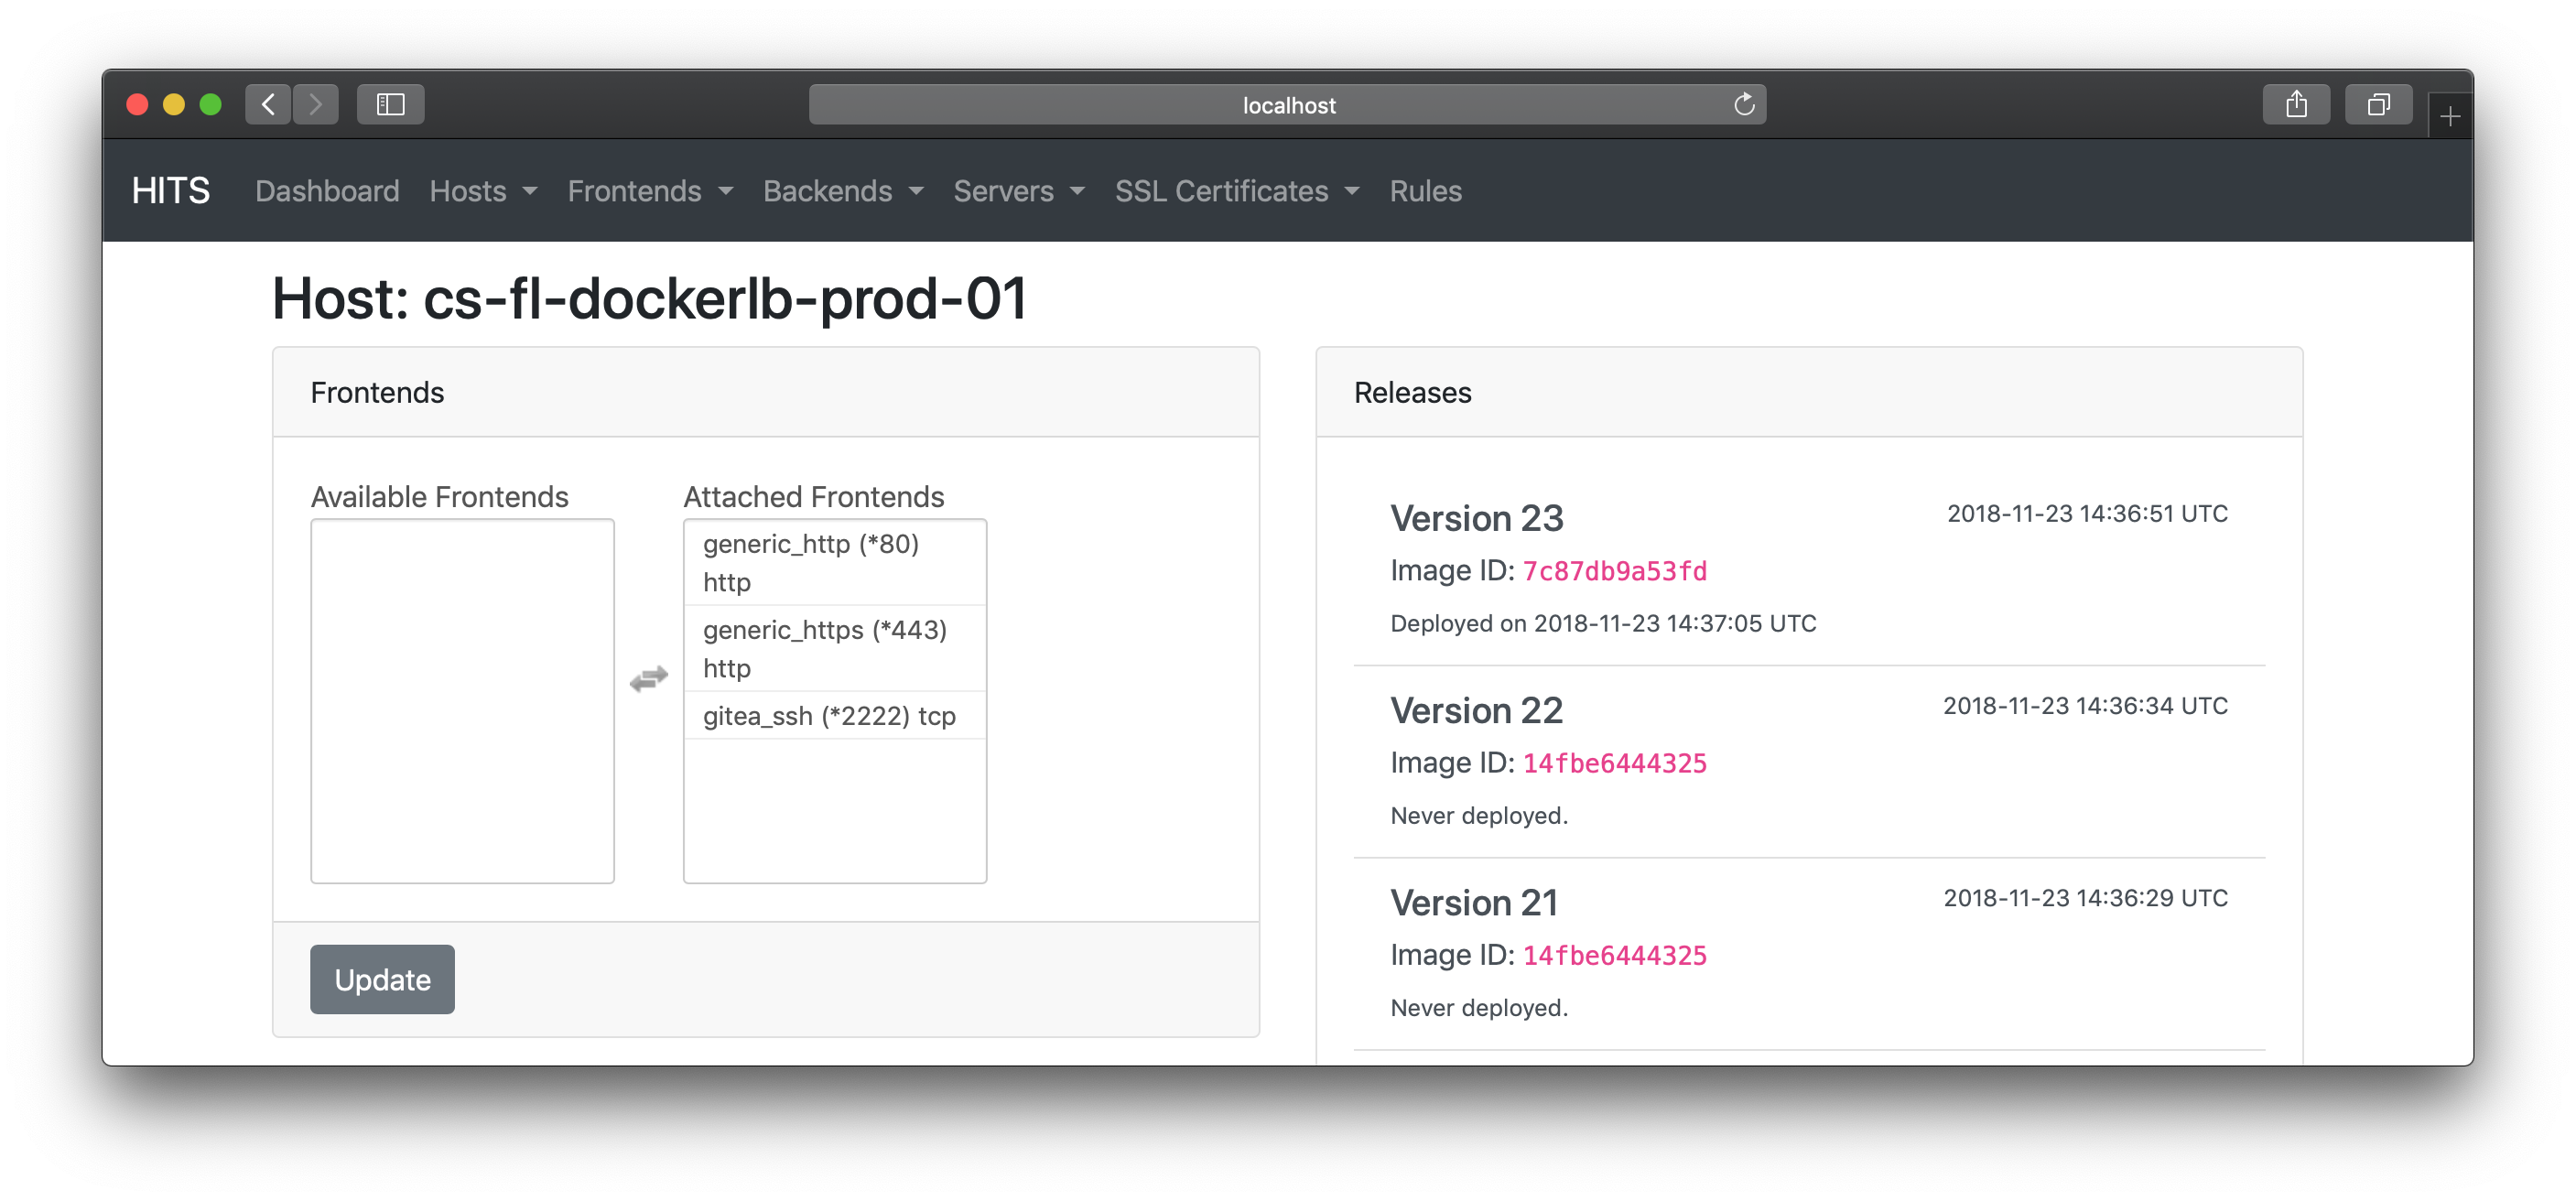 localhost
HITS Dashboard Hosts Frontends Backends Servers SSL Certificates Rules
Host: cs-fl-dockerlb-prod-01
Frontends
Available Frontends
Attached Frontends
generic_http (*80)
http
generic_https (*443)
http
gitea_ssh (*2222) tcp
Update
Releases
Version 23
2018-11-23 14:36:51 UTC
Image ID: 7c87db9a53fd
Deployed on 2018-11-23 14:37:05 UTC
Version 22
2018-11-23 14:36:34 UTC
Image ID: 14fbe6444325
Never deployed.
Version 21
2018-11-23 14:36:29 UTC
Image ID: 14fbe6444325
Never deployed.